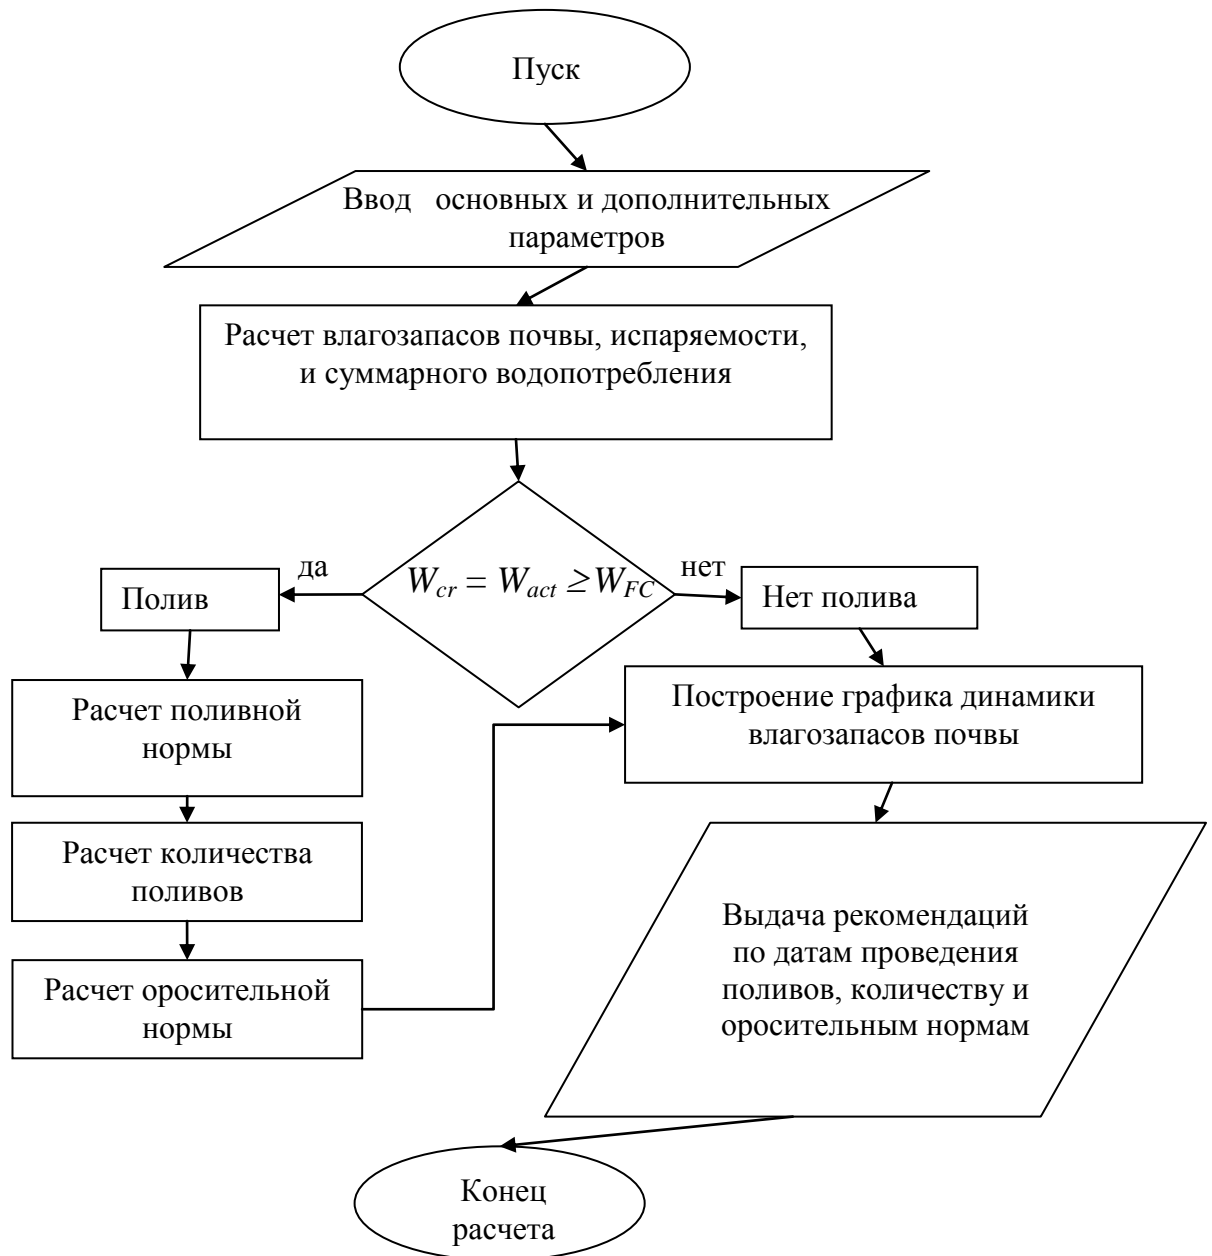 Пуск
Ввод основных и дополнительных
параметров
Расчет влагозапасов почвы, испаряемости,
и суммарного водопотребления
да
W_cr = W_act ≥ W_FC
нет
Полив
Нет полива
Расчет поливной
нормы
Построение графика динамики
влагозапасов почвы
Расчет количества
поливов
Расчет оросительной
нормы
Выдача рекомендаций
по датам проведения
поливов, количеству и
оросительным нормам
Конец
расчета